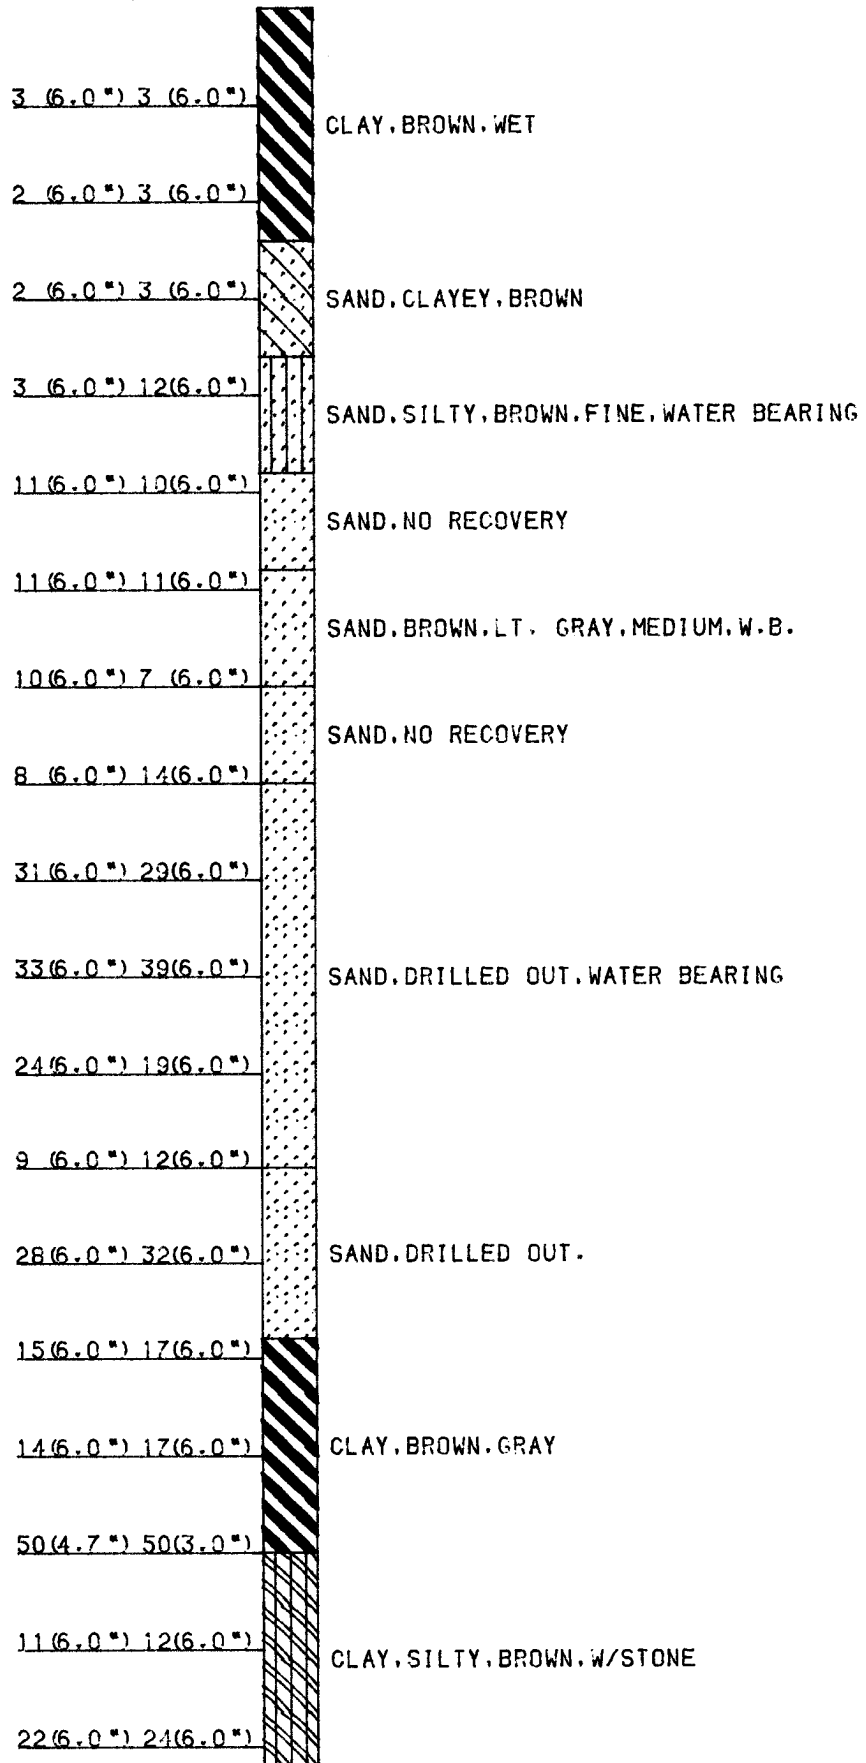 3 (6.0") 3 (6.0")
CLAY,BROWN,WET
2 (6.0") 3 (6.0")
2 (6.0") 3 (6.0")
SAND,CLAYEY,BROWN
3 (6.0") 12(6.0")
SAND,SILTY,BROWN,FINE,WATER BEARING
11(6.0") 10(6.0")
SAND,NO RECOVERY
11(6.0") 11(6.0")
SAND,BROWN,LT. GRAY,MEDIUM,W.B.
10(6.0") 7 (6.0")
SAND,NO RECOVERY
8 (6.0") 14(6.0")
31(6.0") 29(6.0")
33(6.0") 39(6.0")
SAND,DRILLED OUT,WATER BEARING
24(6.0") 19(6.0")
9 (6.0") 12(6.0")
28(6.0") 32(6.0")
SAND,DRILLED OUT.
15(6.0") 17(6.0")
14(6.0") 17(6.0")
CLAY,BROWN,GRAY
50(4.7") 50(3.0")
11(6.0") 12(6.0")
CLAY,SILTY,BROWN,W/STONE
22(6.0") 24(6.0")